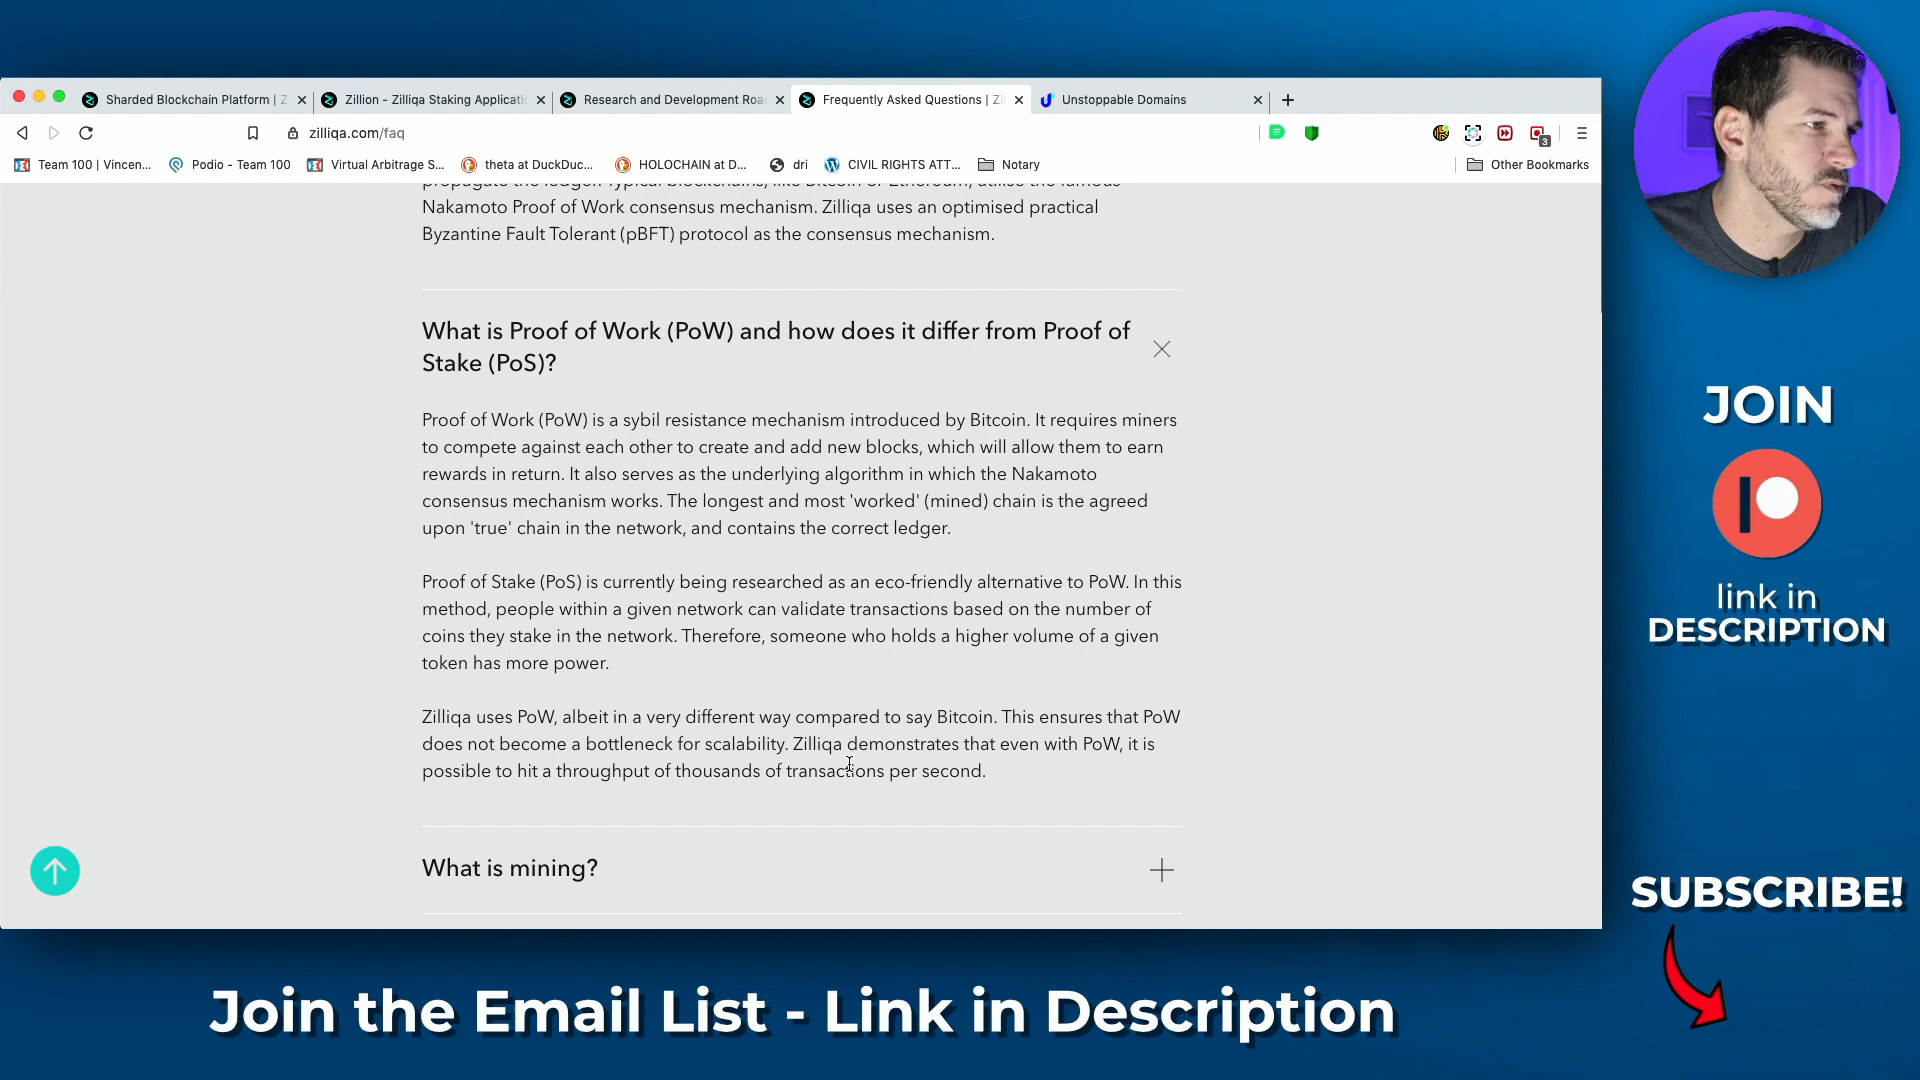 Sharded Blockchain Platform | Z
Zillion - Zilliqa Staking Applicati
Research and Development Roa
Frequently Asked Questions | Zi
Unstoppable Domains
zilliqa.com/faq
3
Team 100 | Vincen...
Podio - Team 100
Virtual Arbitrage S...
theta at DuckDuc...
HOLOCHAIN at D...
dri
CIVIL RIGHTS ATT...
Notary
Other Bookmarks
propagate the ledger. Typical blockchains, like Bitcoin or Ethereum, utilise the famous
Nakamoto Proof of Work consensus mechanism. Zilliqa uses an optimised practical
Byzantine Fault Tolerant (pBFT) protocol as the consensus mechanism.
What is Proof of Work (PoW) and how does it differ from Proof of
Stake (PoS)?
Proof of Work (PoW) is a sybil resistance mechanism introduced by Bitcoin. It requires miners
to compete against each other to create and add new blocks, which will allow them to earn
rewards in return. It also serves as the underlying algorithm in which the Nakamoto
consensus mechanism works. The longest and most 'worked' (mined) chain is the agreed
upon 'true' chain in the network, and contains the correct ledger.
Proof of Stake (PoS) is currently being researched as an eco-friendly alternative to PoW. In this
method, people within a given network can validate transactions based on the number of
coins they stake in the network. Therefore, someone who holds a higher volume of a given
token has more power.
Zilliqa uses PoW, albeit in a very different way compared to say Bitcoin. This ensures that PoW
does not become a bottleneck for scalability. Zilliqa demonstrates that even with PoW, it is
possible to hit a throughput of thousands of transactions per second.
What is mining?
JOIN
link in
DESCRIPTION
SUBSCRIBE!
Join the Email List - Link in Description